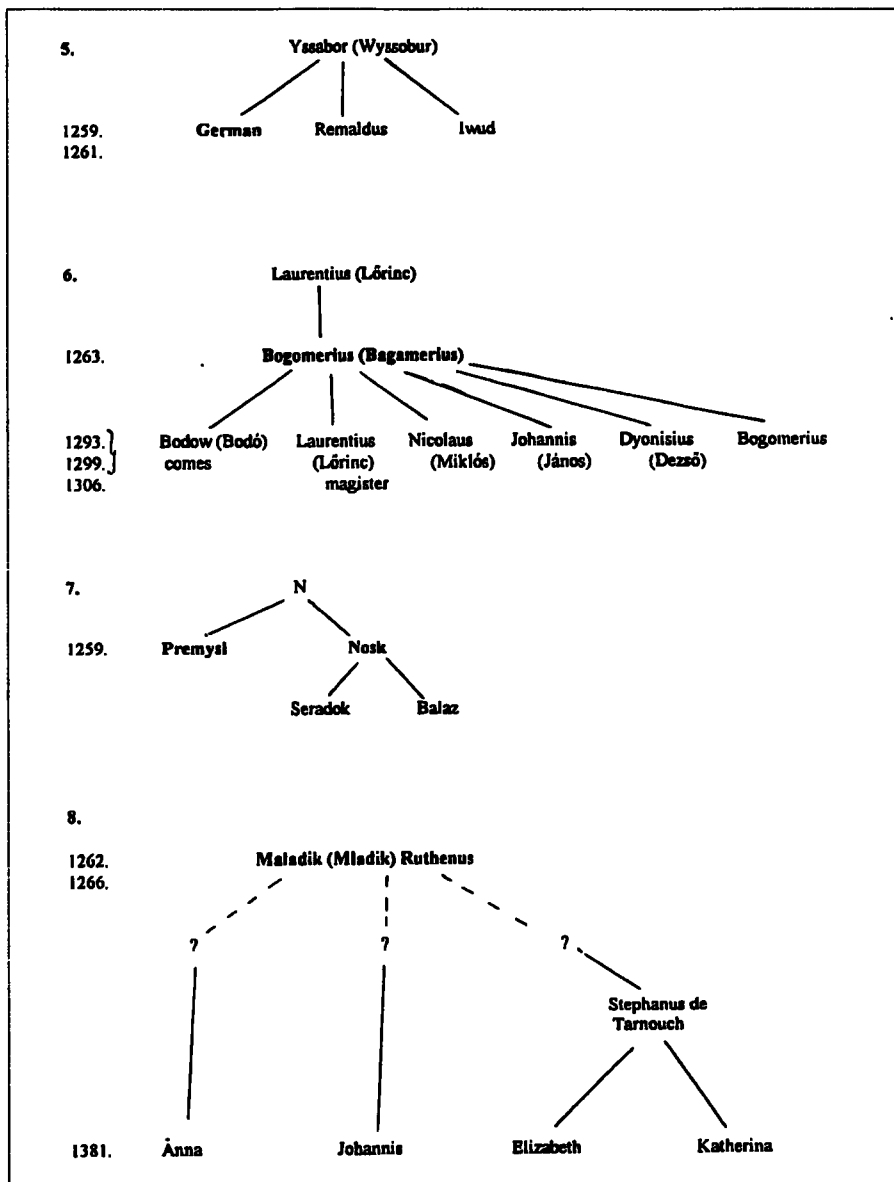 5. Yssabor (Wyssobur)
1259. German Remaldus Iwud
1261.
6. Laurentius (Lőrinc)
1263. Bogomerius (Bagamerius)
1293. Bodow (Bodó) Laurentius Nicolaus Johannis Dyonisius Bogomerius
1299. comes (Lőrinc) (Miklós) (János) (Dezső)
1306. magister
7. N
1259. Premysl Nosk
Seradok Balaz
8.
1262. Maladik (Mladik) Ruthenus
1266.
? ? ?
Stephanus de
Tarnouch
1381. Ánna Johannis Elizabeth Katherina